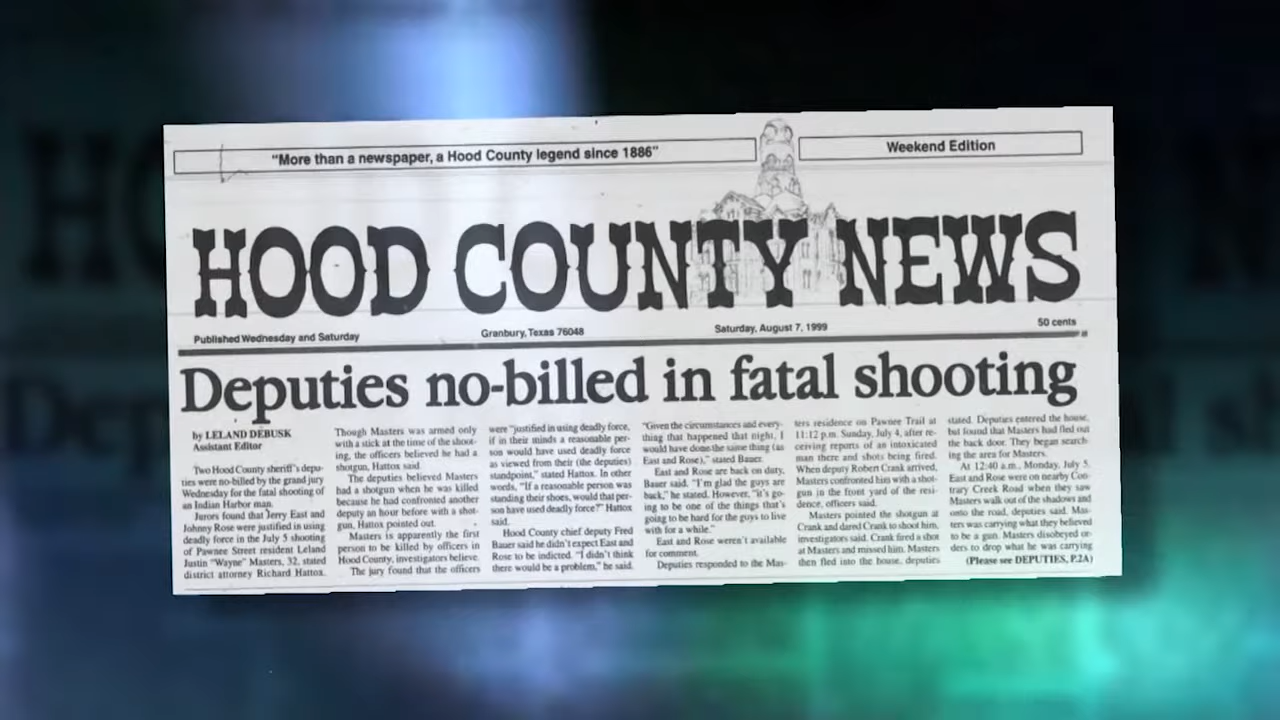 "More than a newspaper, a Hood County legend since 1886"
Weekend Edition
HOOD COUNTY NEWS
Published Wednesday and Saturday
Granbury, Texas 76048
Saturday, August 7, 1999
50 cents
Deputies no-billed in fatal shooting
by LELAND DEBUSK
Assistant Editor
Two Hood County sheriff's depu-
ties were no-billed by the grand jury
Wednesday for the fatal shooting of
an Indian Harbor man.
Jurors found that Jerry East and
Johnny Rose were justified in using
deadly force in the July 5 shooting
of Pawnee Street resident Leland
Justin "Wayne" Masters, 32, stated
district attorney Richard Hattox.
Though Masters was armed only
with a stick at the time of the shoot-
ing, the officers believed he had a
shotgun, Hattox said.
The deputies believed Masters
had a shotgun when he was killed
because he had confronted another
deputy an hour before with a shot-
gun, Hattox pointed out.
Masters is apparently the first
person to be killed by officers in
Hood County, investigators believe.
The jury found that the officers
were "justified in using deadly force,
if in their minds a reasonable per-
son would have used deadly force
as viewed from their (the deputies)
standpoint," stated Hattox. In other
words, "If a reasonable person was
standing their shoes, would that per-
son have used deadly force?" Hattox
said.
Hood County chief deputy Fred
Bauer said he didn't expect East and
Rose to be indicted. "I didn't think
there would be a problem," he said.
"Given the circumstances and every-
thing that happened that night, I
would have done the same thing (as
East and Rose)," stated Bauer.
East and Rose are back on duty,
Bauer said. "I'm glad the guys are
back," he stated. However, "it's go-
ing to be one of the things that's
going to be hard for the guys to live
with for a while."
East and Rose weren't available
for comment.
Deputies responded to the Mas-
ters residence on Pawnee Trail at
11:12 p.m. Sunday, July 4, after re-
ceiving reports of an intoxicated
man there and shots being fired.
When deputy Robert Crank arrived,
Masters confronted him with a shot-
gun in the front yard of the resi-
dence, officers said.
Masters pointed the shotgun at
Crank and dared Crank to shoot him,
investigators said. Crank fired a shot
at Masters and missed him. Masters
then fled into the house, deputies
stated. Deputies entered the house,
but found that Masters had fled out
the back door. They began search-
ing the area for Masters.
At 12:40 a.m., Monday, July 5,
East and Rose were on nearby Con-
trary Creek Road when they saw
Masters walk out of the shadows and
onto the road, deputies said. Mas-
ters was carrying what they believed
to be a gun. Masters disobeyed or-
ders to drop what he was carrying
(Please see DEPUTIES, P.2A)